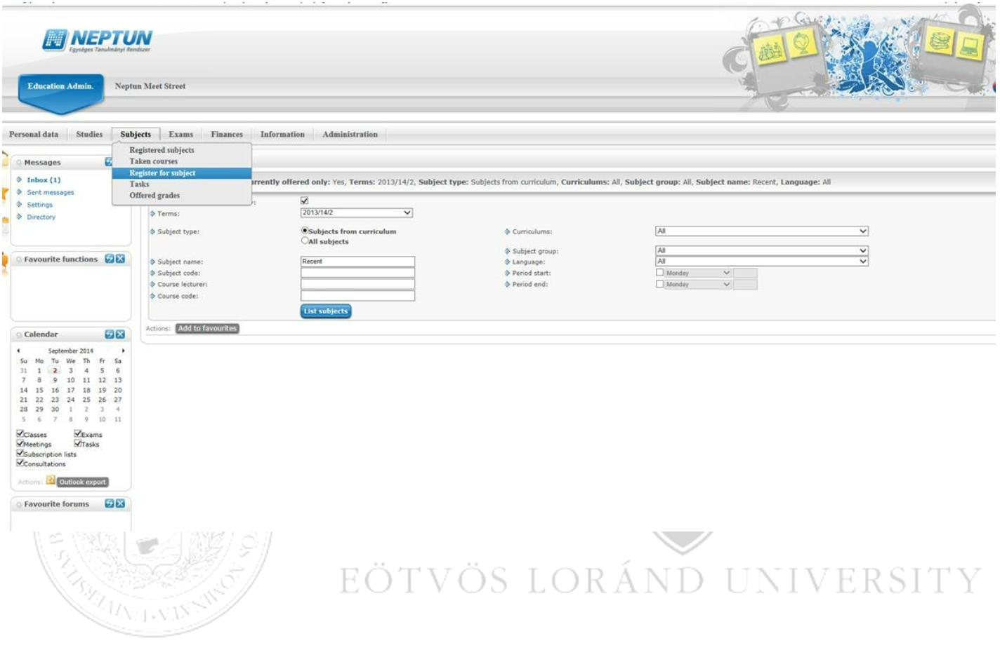 NEPTUN
Egységes Tanulmányi Rendszer
Education Admin. Neptun Meet Street
Personal data Studies Subjects Exams Finances Information Administration
Registered subjects
Taken courses
Register for subject
Tasks
Offered grades
Messages
Inbox (1)
Sent messages
Settings
Directory
rrently offered only: Yes, Terms: 2013/14/2, Subject type: Subjects from curriculum, Curriculums: All, Subject group: All, Subject name: Recent, Language: All
Terms: 2013/14/2
Subject type: Subjects from curriculum
All subjects
Curriculums: All
Subject group: All
Subject name: Recent
Language: All
Subject code:
Period start: Monday
Course lecturer:
Period end: Monday
Course code:
List subjects
Actions: Add to favourites
Favourite functions
Calendar
September 2014
Su Mo Tu We Th Fr Sa
31 1 2 3 4 5 6
7 8 9 10 11 12 13
14 15 16 17 18 19 20
21 22 23 24 25 26 27
28 29 30 1 2 3 4
5 6 7 8 9 10 11
Classes Exams
Meetings Tasks
Subscription lists
Consultations
Actions: Outlook export
Favourite forums
EÖTVÖS LORÁND UNIVERSITY